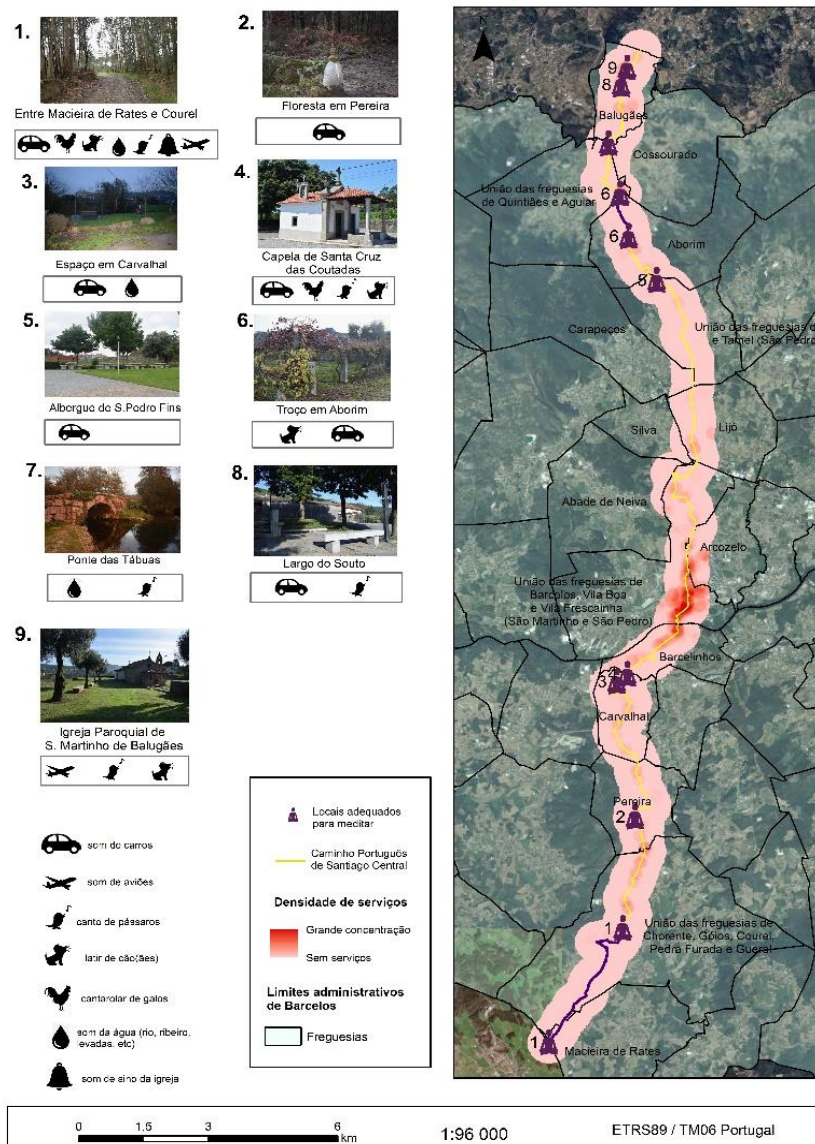 1.
Entre Macieira de Rates e Courel
2.
Floresta em Pereira
3.
Espaço em Carvalhal
4.
Capela de Santa Cruz
das Coutadas
5.
Albergue de S.Pedro Fins
6.
Troço em Aborim
7.
Ponte das Tábuas
8.
Largo do Souto
9.
Igreja Paroquial de
S. Martinho de Balugães
som de carros
som de aviões
canto de pássaros
latir de cão(ães)
cantarolar de galos
som da água (rio, ribeiro,
levadas, etc)
som de sino da igreja
Locais adequados
para meditar
Caminho Português
de Santiago Central
Densidade de serviços
Grande concentração
Sem serviços
Limites administrativos
de Barcelos
Freguesias
N
9
8
Balugães
7
Cossourado
União das freguesias
de Quintiães e Aguiar
6
6
Aborim
5
Carapeços
União das freguesias d
e Tamel (São Pedro
Silva
Lijó
Abade de Neiva
Arcozelo
União das freguesias de
Barcelos, Vila Boa
e Vila Frescainha
(São Martinho e São Pedro)
Barcelinhos
4
3
Carvalhal
Pereira
2
1
União das freguesias de
Chorente, Góios, Courel,
Pedra Furada e Gueral
1
Macieira de Rates
0 1.5 3 6
km
1:96 000
ETRS89 / TM06 Portugal